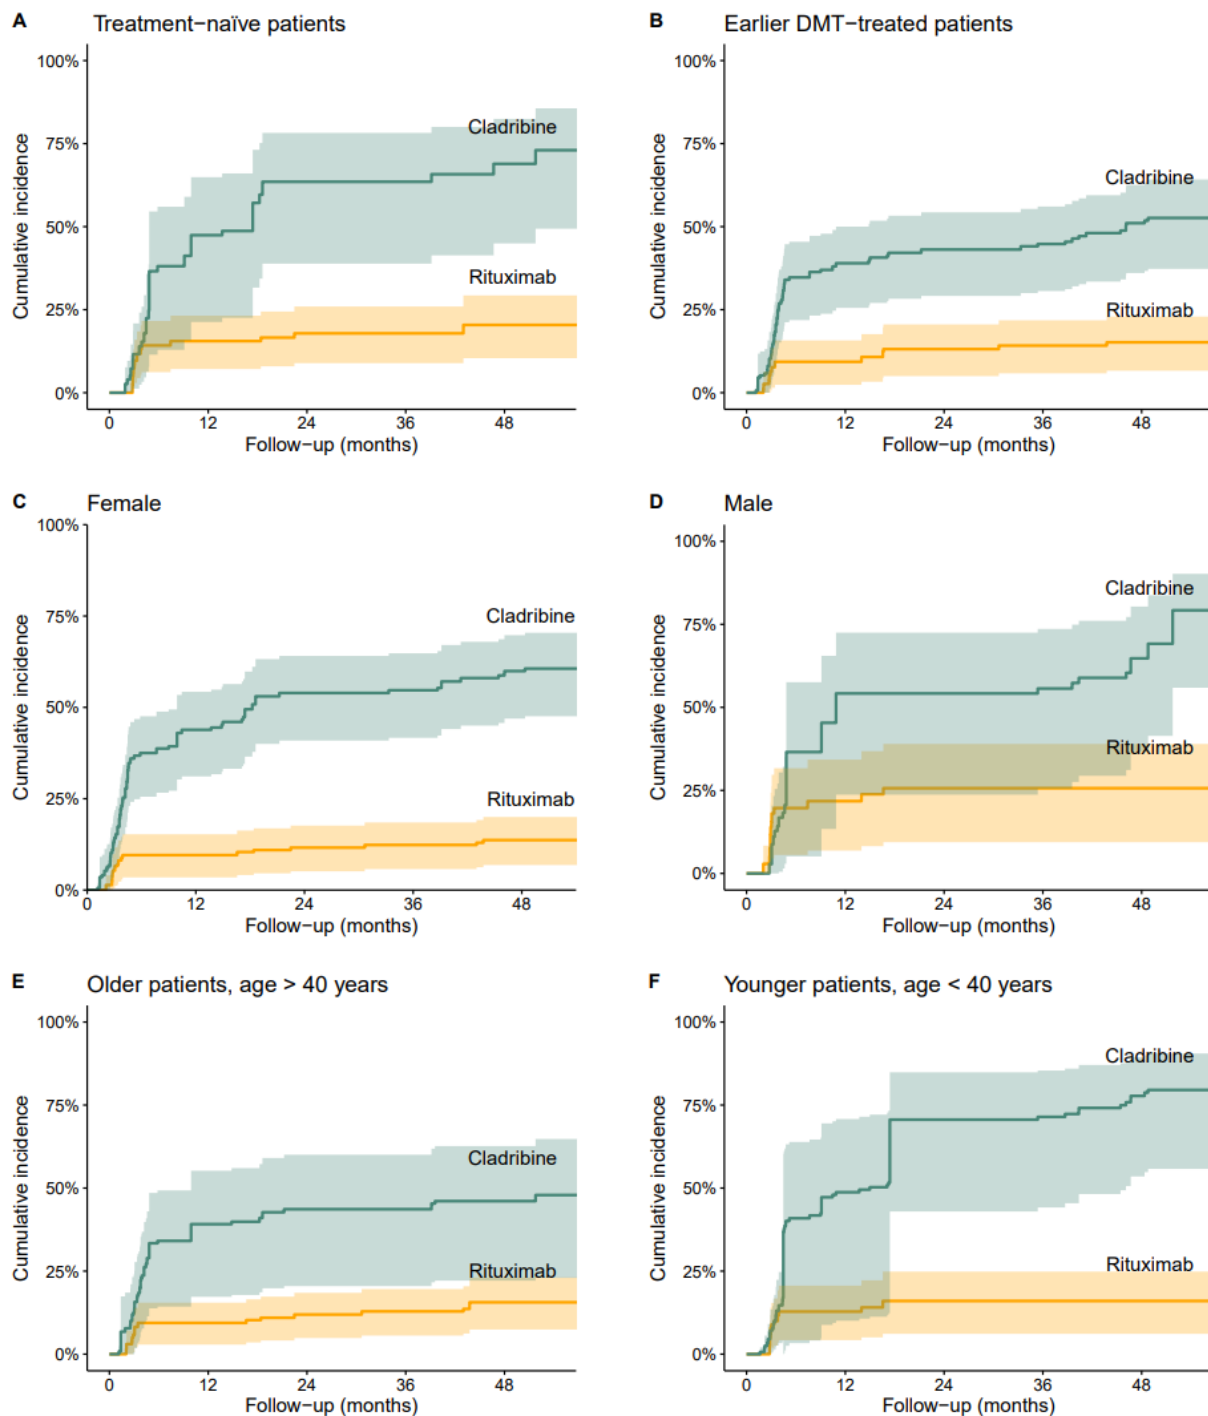 A Treatment−naïve patients
Cumulative incidence
100%
75%
50%
25%
0%
Cladribine
Rituximab
0 12 24 36 48
Follow−up (months)
B Earlier DMT−treated patients
Cumulative incidence
100%
75%
50%
25%
0%
Cladribine
Rituximab
0 12 24 36 48
Follow−up (months)
C Female
Cumulative incidence
100%
75%
50%
25%
0%
Cladribine
Rituximab
0 12 24 36 48
Follow−up (months)
D Male
Cumulative incidence
100%
75%
50%
25%
0%
Cladribine
Rituximab
0 12 24 36 48
Follow−up (months)
E Older patients, age > 40 years
Cumulative incidence
100%
75%
50%
25%
0%
Cladribine
Rituximab
0 12 24 36 48
Follow−up (months)
F Younger patients, age < 40 years
Cumulative incidence
100%
75%
50%
25%
0%
Cladribine
Rituximab
0 12 24 36 48
Follow−up (months)